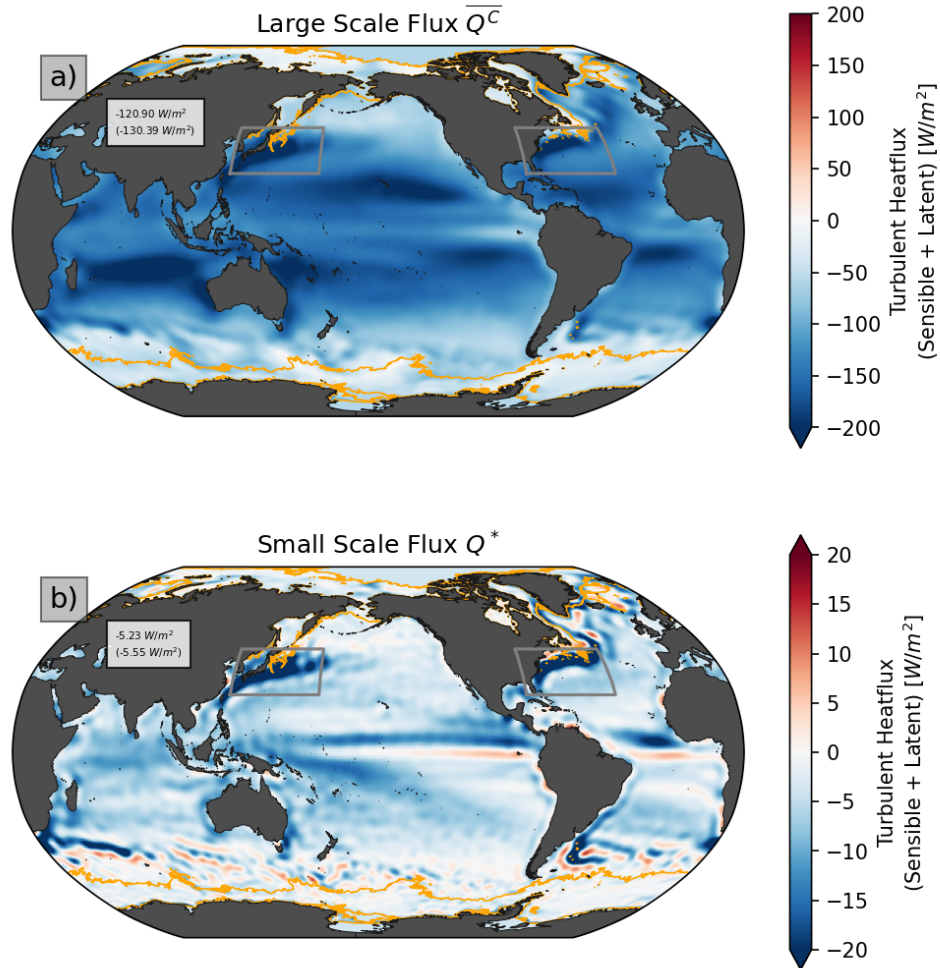 Large Scale Flux $\overline{Q^C}$
a)
-120.90 W/m²
(-130.39 W/m²)
200
150
100
50
0
−50
−100
−150
−200
Turbulent Heatflux
(Sensible + Latent) [W/m²]
Small Scale Flux Q*
b)
-5.23 W/m²
(-5.55 W/m²)
20
15
10
5
0
−5
−10
−15
−20
Turbulent Heatflux
(Sensible + Latent) [W/m²]